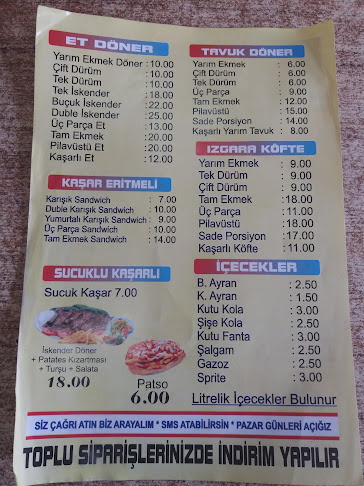 ET DÖNER
Yarım Ekmek Döner :10.00
Çift Dürüm :10.00
Tek Dürüm :10.00
Tek İskender :18.00
Buçuk İskender :22.00
Duble İskender :25.00
Üç Parça Et :13.00
Tam Ekmek :20.00
Pilavüstü Et :20.00
Kaşarlı Et :12.00
KAŞAR ERİTMELİ
Karışık Sandwich : 7.00
Duble Karışık Sandwich : 10.00
Yumurtalı Karışık Sandwich : 9.00
Üç Parça Sandwich : 10.00
Tam Ekmek Sandwich : 14.00
SUCUKLU KAŞARLI
Sucuk Kaşar 7.00
İskender Döner
+ Patates Kızartması
+ Turşu + Salata
18.00
Patso
6.00
TAVUK DÖNER
Yarım Ekmek : 6.00
Çift Dürüm : 6.00
Tek Dürüm : 6.00
Üç Parça : 9.00
Tam Ekmek :12.00
Pilavüstü :15.00
Sade Porsiyon :14.00
Kaşarlı Yarım Tavuk : 8.00
IZGARA KÖFTE
Yarım Ekmek : 9.00
Tek Dürüm : 9.00
Çift Dürüm : 9.00
Tam Ekmek :18.00
Üç Parça :11.00
Pilavüstü :18.00
Sade Porsiyon :17.00
Kaşarlı Köfte :11.00
İÇECEKLER
B. Ayran : 2.50
K. Ayran : 1.50
Kutu Kola : 3.00
Şişe Kola : 2.50
Kutu Fanta : 3.00
Şalgam : 2.50
Gazoz : 2.50
Sprite : 3.00
Litrelik İçecekler Bulunur
SİZ ÇAĞRI ATIN BİZ ARAYALIM * SMS ATABİLİRSİN * PAZAR GÜNLERİ AÇIĞIZ
TOPLU SİPARİŞLERİNİZDE İNDİRİM YAPILIR